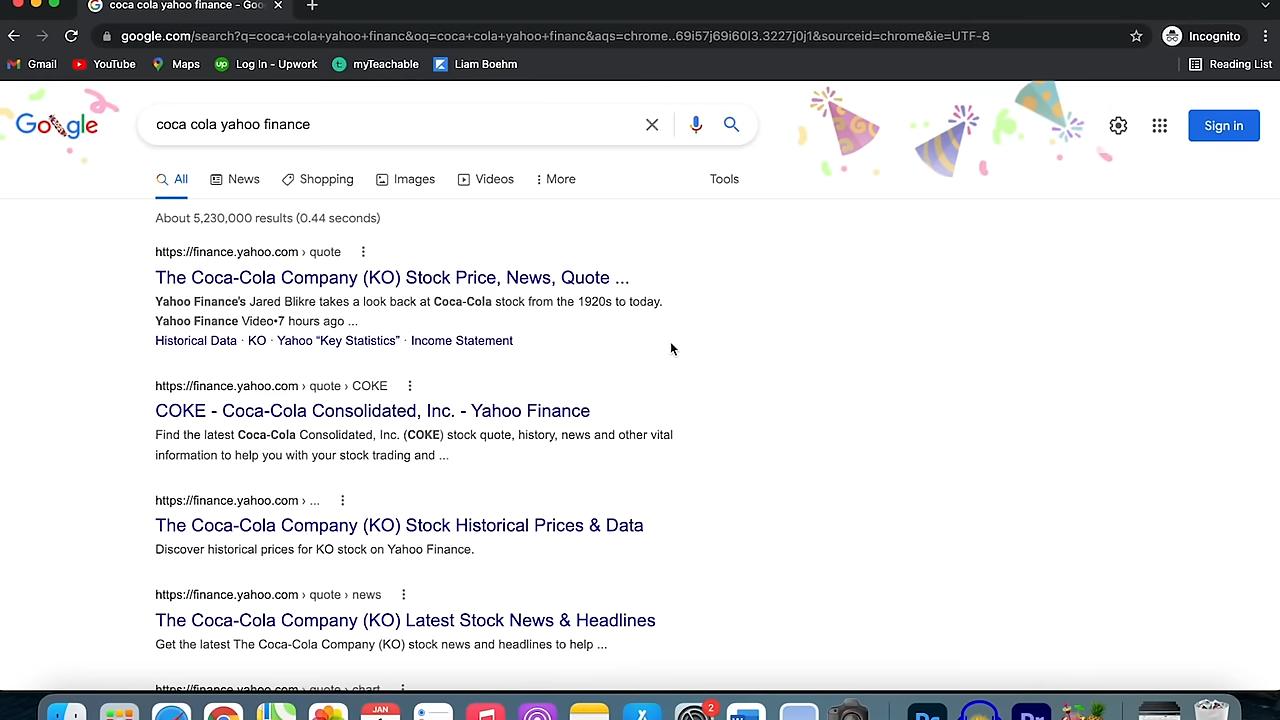 coca cola yahoo finance - Goo
google.com/search?q=coca+cola+yahoo+financ&oq=coca+cola+yahoo+financ&aqs=chrome..69i57j69i60l3.3227j0j1&sourceid=chrome&ie=UTF-8
Incognito
Gmail
YouTube
Maps
up
Log In - Upwork
t
myTeachable
Liam Boehm
Reading List
Google
coca cola yahoo finance
Sign in
All
News
Shopping
Images
Videos
More
Tools
About 5,230,000 results (0.44 seconds)
https://finance.yahoo.com › quote
The Coca-Cola Company (KO) Stock Price, News, Quote ...
Yahoo Finance's Jared Blikre takes a look back at Coca-Cola stock from the 1920s to today.
Yahoo Finance Video•7 hours ago ...
Historical Data · KO · Yahoo “Key Statistics” · Income Statement
https://finance.yahoo.com › quote › COKE
COKE - Coca-Cola Consolidated, Inc. - Yahoo Finance
Find the latest Coca-Cola Consolidated, Inc. (COKE) stock quote, history, news and other vital
information to help you with your stock trading and ...
https://finance.yahoo.com › ...
The Coca-Cola Company (KO) Stock Historical Prices & Data
Discover historical prices for KO stock on Yahoo Finance.
https://finance.yahoo.com › quote › news
The Coca-Cola Company (KO) Latest Stock News & Headlines
Get the latest The Coca-Cola Company (KO) stock news and headlines to help ...
https://finance.yahoo.com › quote › chart
JAN
2